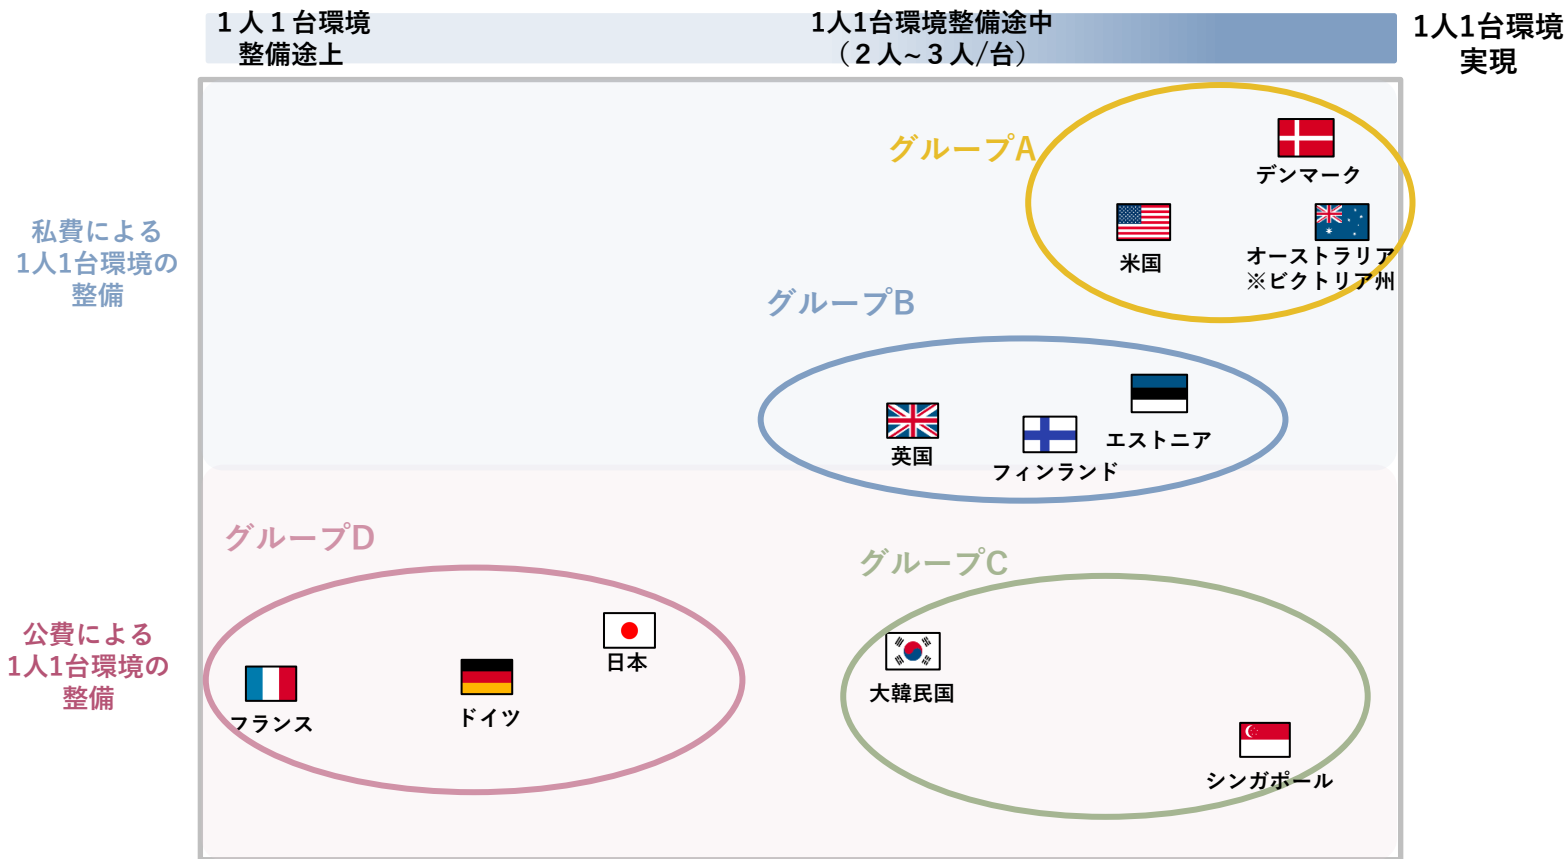 １人１台環境
整備途上
1人1台環境整備途中
（２人~３人/台）
1人1台環境
実現
グループA
デンマーク
米国
オーストラリア
※ビクトリア州
私費による
1人1台環境の
整備
グループB
英国
フィンランド
エストニア
グループD
グループC
公費による
1人1台環境の
整備
フランス
ドイツ
日本
大韓民国
シンガポール